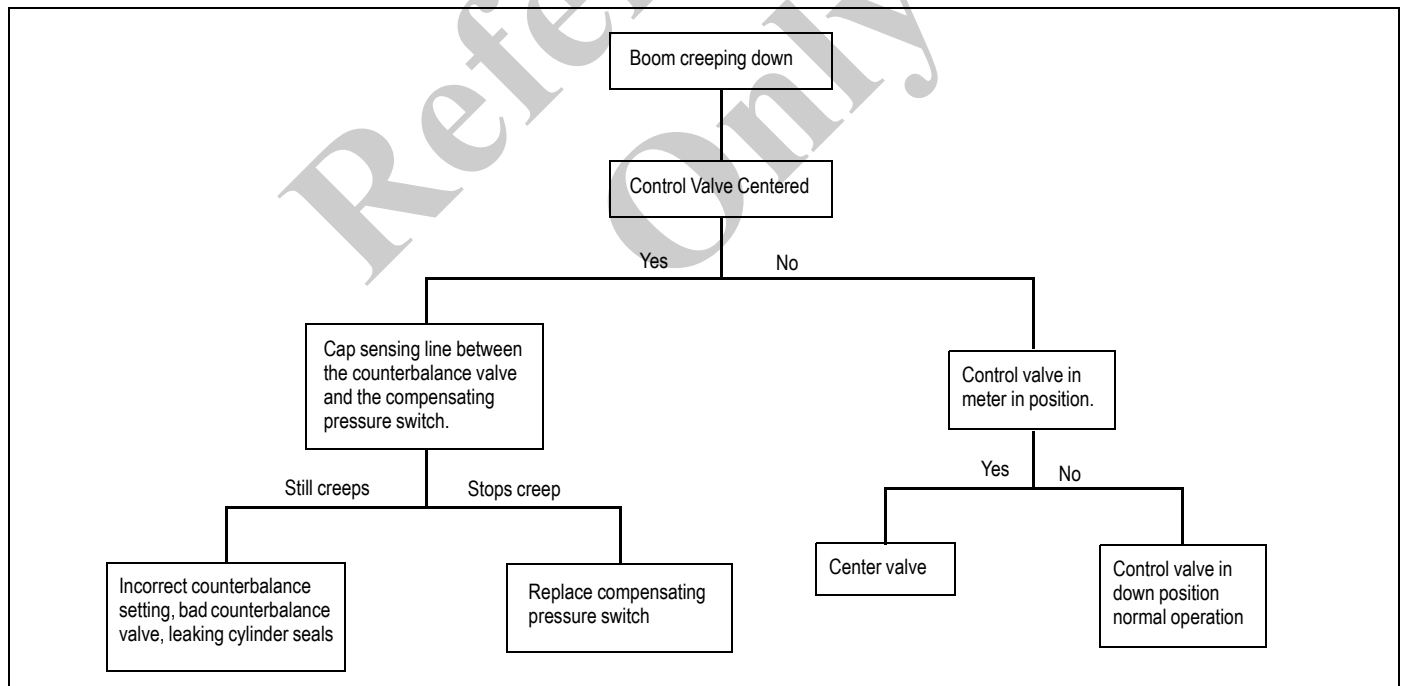 Boom creeping down
Control Valve Centered
Yes
No
Cap sensing line between
the counterbalance valve
and the compensating
pressure switch.
Control valve in
meter in position.
Still creeps
Stops creep
Yes
No
Incorrect counterbalance
setting, bad counterbalance
valve, leaking cylinder seals
Replace compensating
pressure switch
Center valve
Control valve in
down position
normal operation
Refer
Only